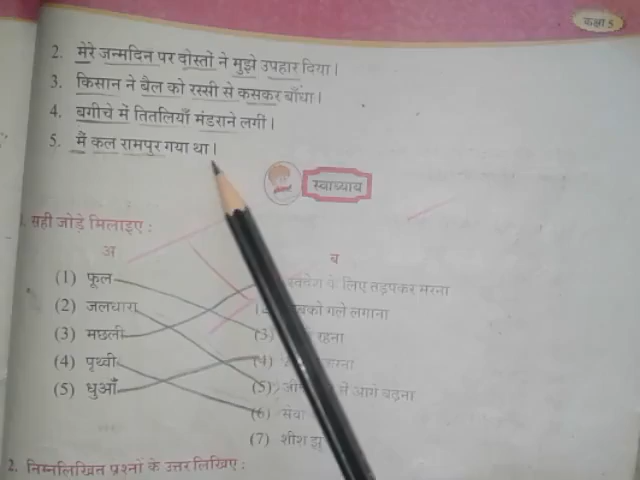 कक्षा 5
2. मेरे जन्मदिन पर दोस्तों ने मुझे उपहार दिया।
3. किसान ने बैल को रस्सी से कसकर बाँधा।
4. बगीचे में तितलियाँ मंडराने लगीं।
5. मैं कल रामपुर गया था।
स्वाध्याय
सही जोड़े मिलाइए :
अ
ब
(1) फूल
के लिए तड़पकर मरना
(2) जलधारा
गले लगाना
(3) मछली
(3) रहना
(4) पृथ्वी
(4)
(5) धुआँ
(5) से आगे बढ़ना
(6) सेवा
(7) शीश
2. निम्नलिखित प्रश्नों के उत्तर लिखिए :